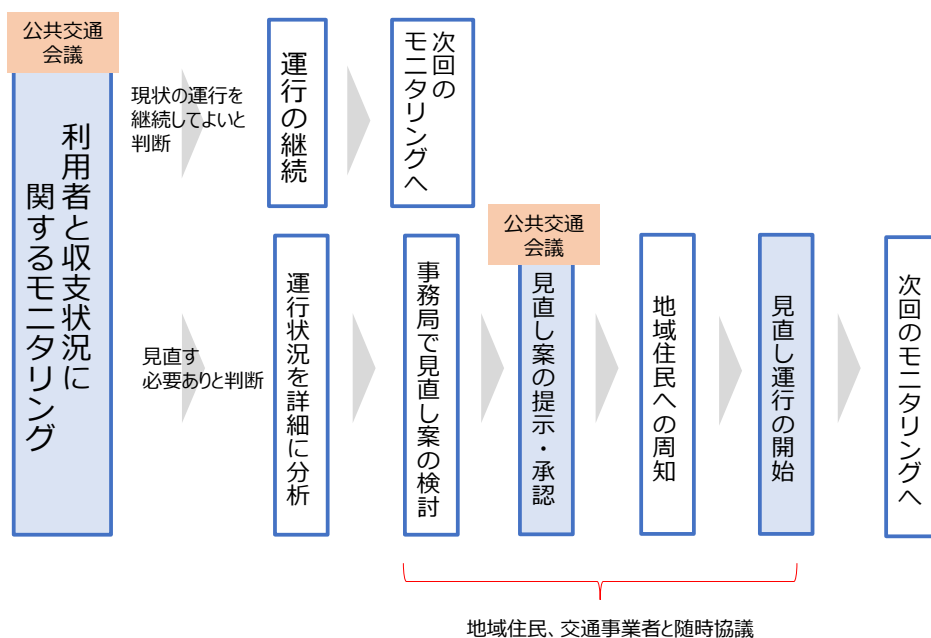 公共交通
会議
利用者と収支状況に
関するモニタリング
現状の運行を
継続してよいと
判断
運行の継続
次回の
モニタリングへ
見直す
必要ありと判断
運行状況を詳細に分析
事務局で見直し案の検討
公共交通
会議
見直し案の提示・承認
地域住民への周知
見直し運行の開始
次回のモニタリングへ
地域住民、交通事業者と随時協議